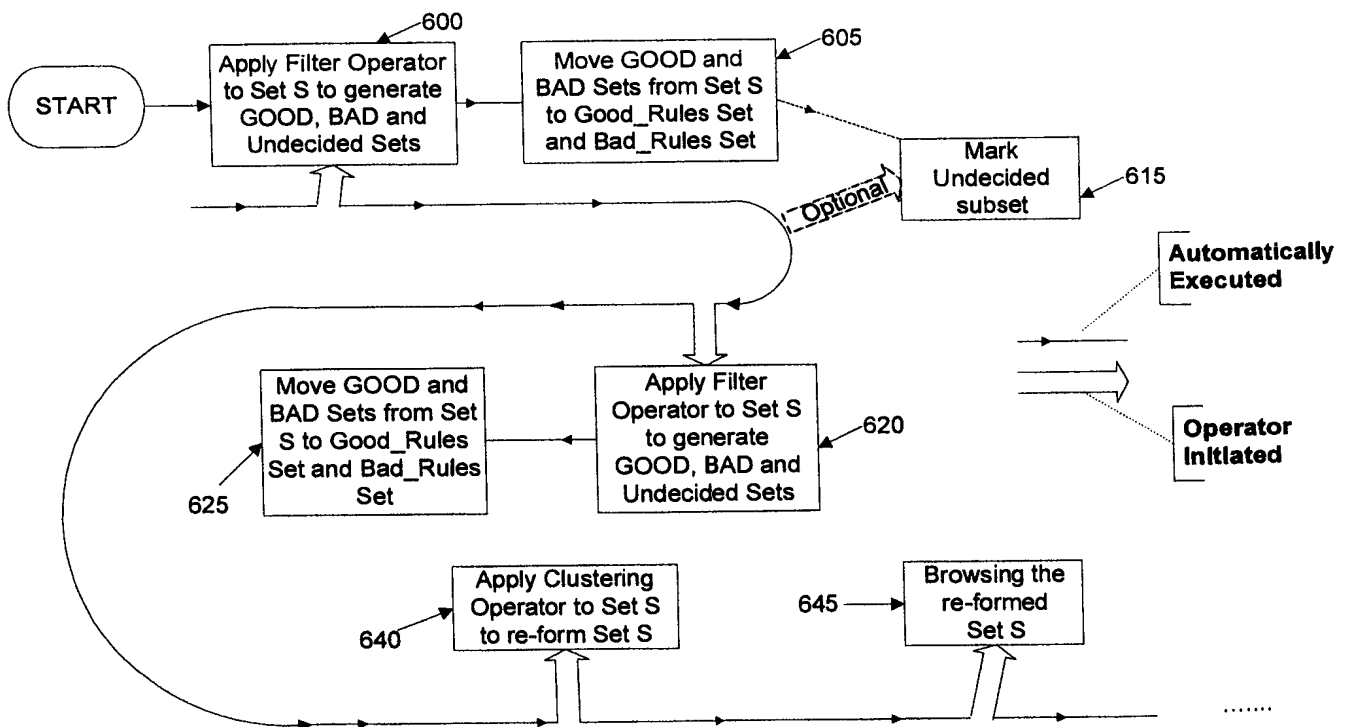 600
START
Apply Filter Operator
to Set S to generate
GOOD, BAD and
Undecided Sets
605
Move GOOD and
BAD Sets from Set S
to Good_Rules Set
and Bad_Rules Set
Optional
Mark
Undecided
subset
615
Automatically
Executed
Operator
Initiated
Apply Filter
Operator to Set S
to generate
GOOD, BAD and
Undecided Sets
620
Move GOOD and
BAD Sets from Set
S to Good_Rules
Set and Bad_Rules
Set
625
Apply Clustering
Operator to Set S
to re-form Set S
640
Browsing the
re-formed
Set S
645
.......